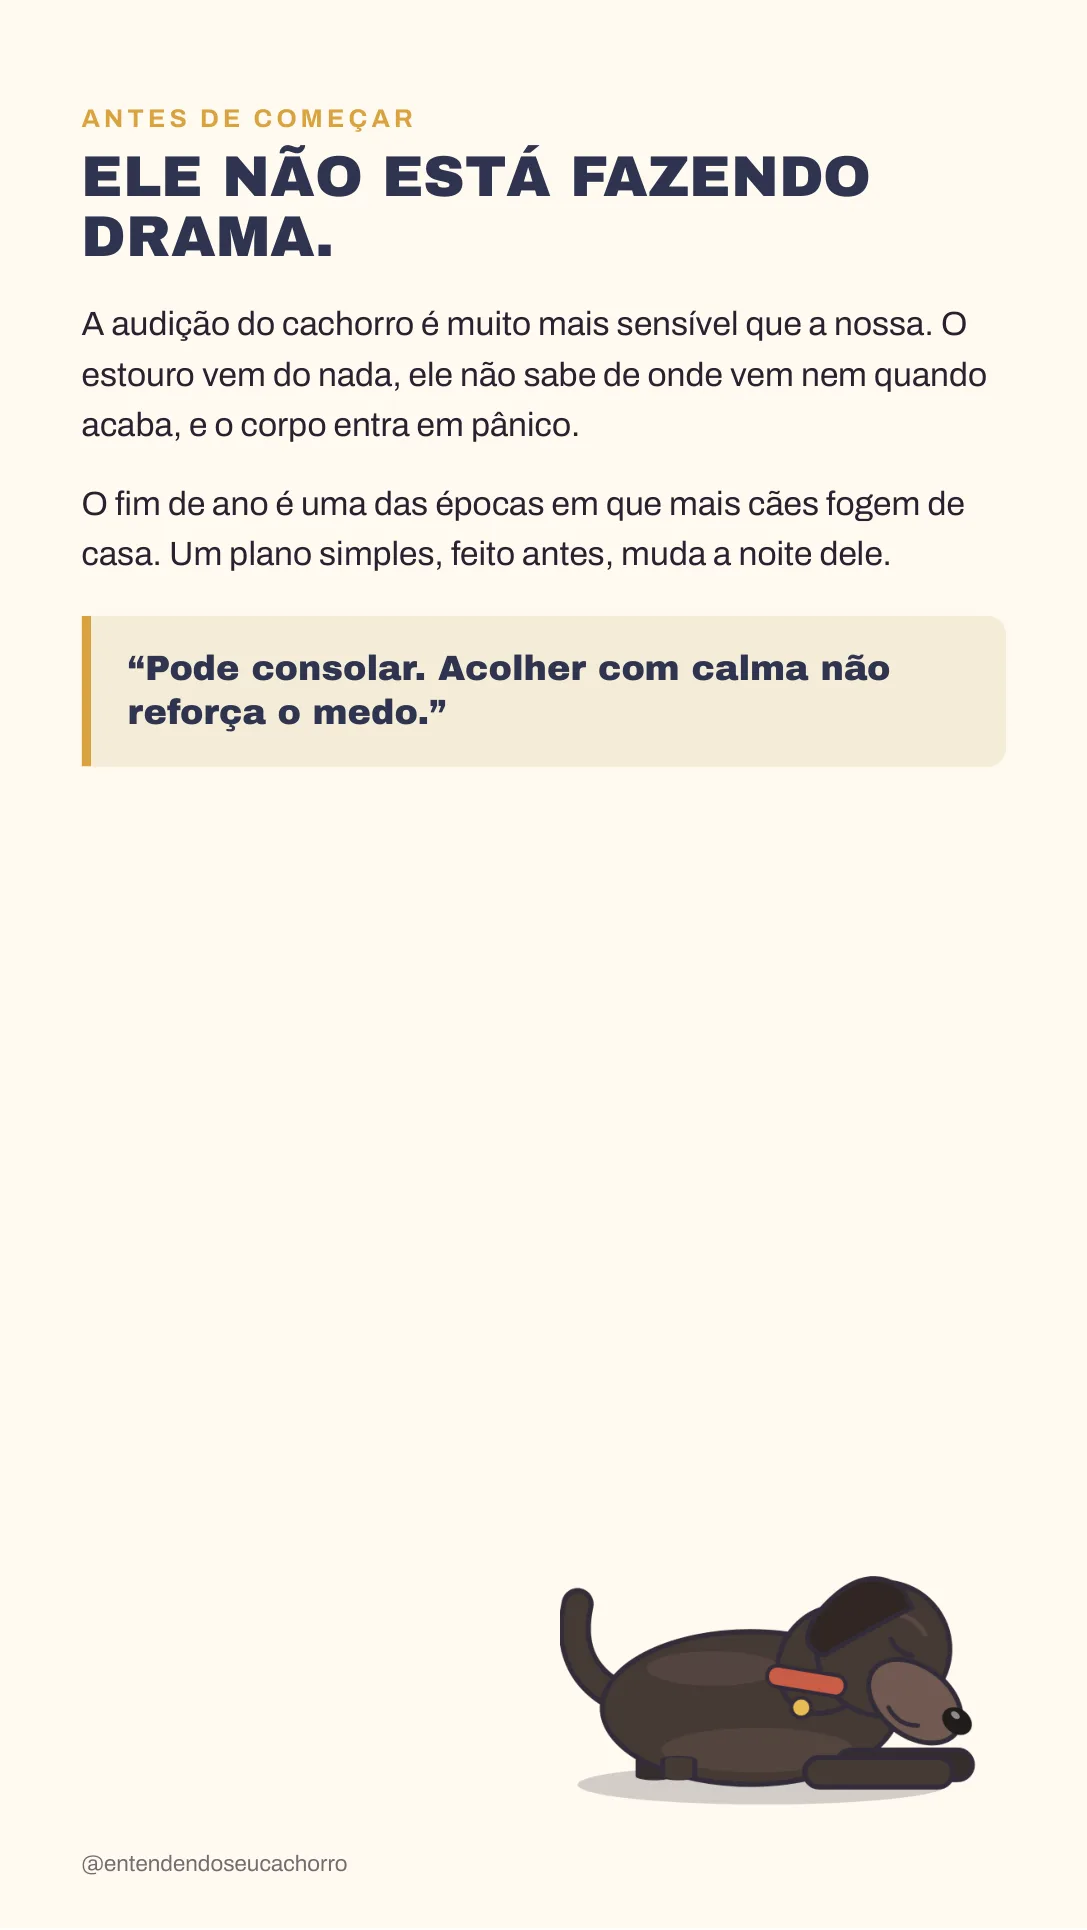 ANTES DE COMEÇAR
ELE NÃO ESTÁ FAZENDO
DRAMA.
A audição do cachorro é muito mais sensível que a nossa. O
estouro vem do nada, ele não sabe de onde vem nem quando
acaba, e o corpo entra em pânico.
O fim de ano é uma das épocas em que mais cães fogem de
casa. Um plano simples, feito antes, muda a noite dele.
“Pode consolar. Acolher com calma não
reforça o medo.”
@entendendoseucachorro